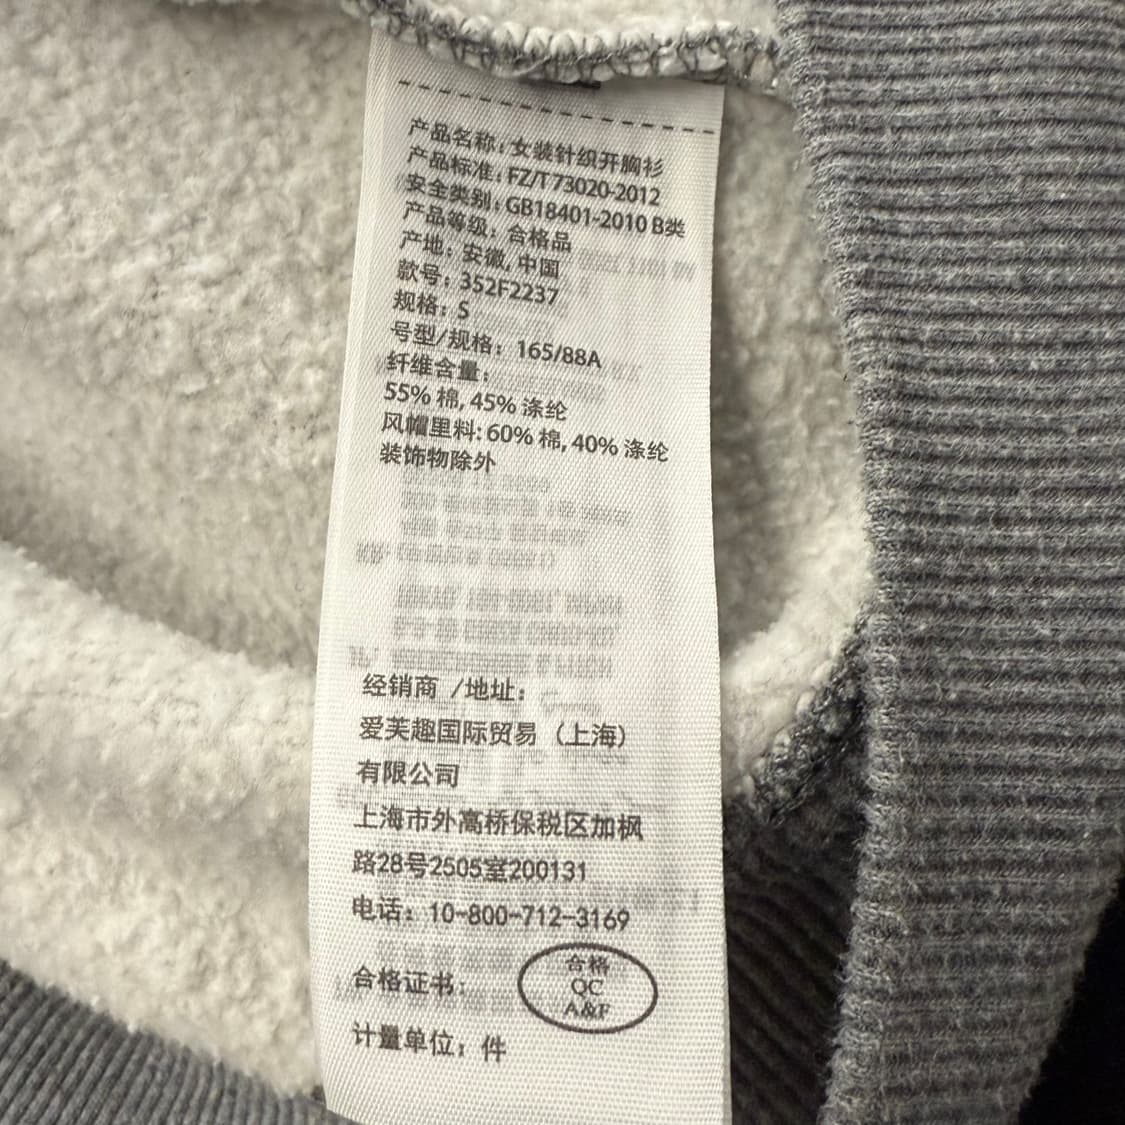 产品名称: 女装针织开胸衫
产品标准: FZ/T 73020-2012
安全类别: GB18401-2010 B类
产品等级: 合格品
产地: 安徽, 中国
款号: 352F2237
规格: S
号型/规格: 165/88A
纤维含量:
55% 棉, 45% 涤纶
风帽里料: 60% 棉, 40% 涤纶
装饰物除外
经销商 /地址:
爱芙趣国际贸易（上海）
有限公司
上海市外高桥保税区加枫
路28号2505室200131
电话: 10-800-712-3169
合格证书:
合格
QC
A&F
计量单位: 件